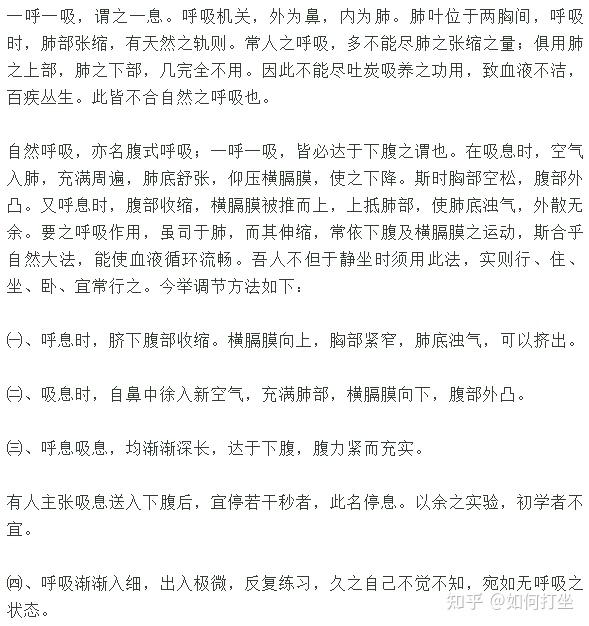 一呼一吸，谓之一息。呼吸机关，外为鼻，内为肺。肺叶位于两胸间，呼吸
时，肺部张缩，有天然之轨则。常人之呼吸，多不能尽肺之张缩之量；俱用肺
之上部，肺之下部，几完全不用。因此不能尽吐炭吸养之功用，致血液不洁，
百疾丛生。此皆不合自然之呼吸也。
自然呼吸，亦名腹式呼吸；一呼一吸，皆必达于下腹之谓也。在吸息时，空气
入肺，充满周遍，肺底舒张，仰压横膈膜，使之下降。斯时胸部空松，腹部外
凸。又呼息时，腹部收缩，横膈膜被推而上，上抵肺部，使肺底浊气，外散无
余。要之呼吸作用，虽司于肺，而其伸缩，常依下腹及横膈膜之运动，斯合乎
自然大法，能使血液循环流畅。吾人不但于静坐时须用此法，实则行、住、
坐、卧、宜常行之。今举调节方法如下：
㈠、呼息时，脐下腹部收缩。横膈膜向上，胸部紧窄，肺底浊气，可以挤出。
㈡、吸息时，自鼻中徐入新空气，充满肺部，横膈膜向下，腹部外凸。
㈢、呼息吸息，均渐渐深长，达于下腹，腹力紧而充实。
有人主张吸息送入下腹后，宜停若干秒者，此名停息。以余之实验，初学者不
宜。
㈣、呼吸渐渐入细，出入极微，反复练习，久之自己不觉不知，宛如无呼吸之
状态。
知乎 @如何打坐